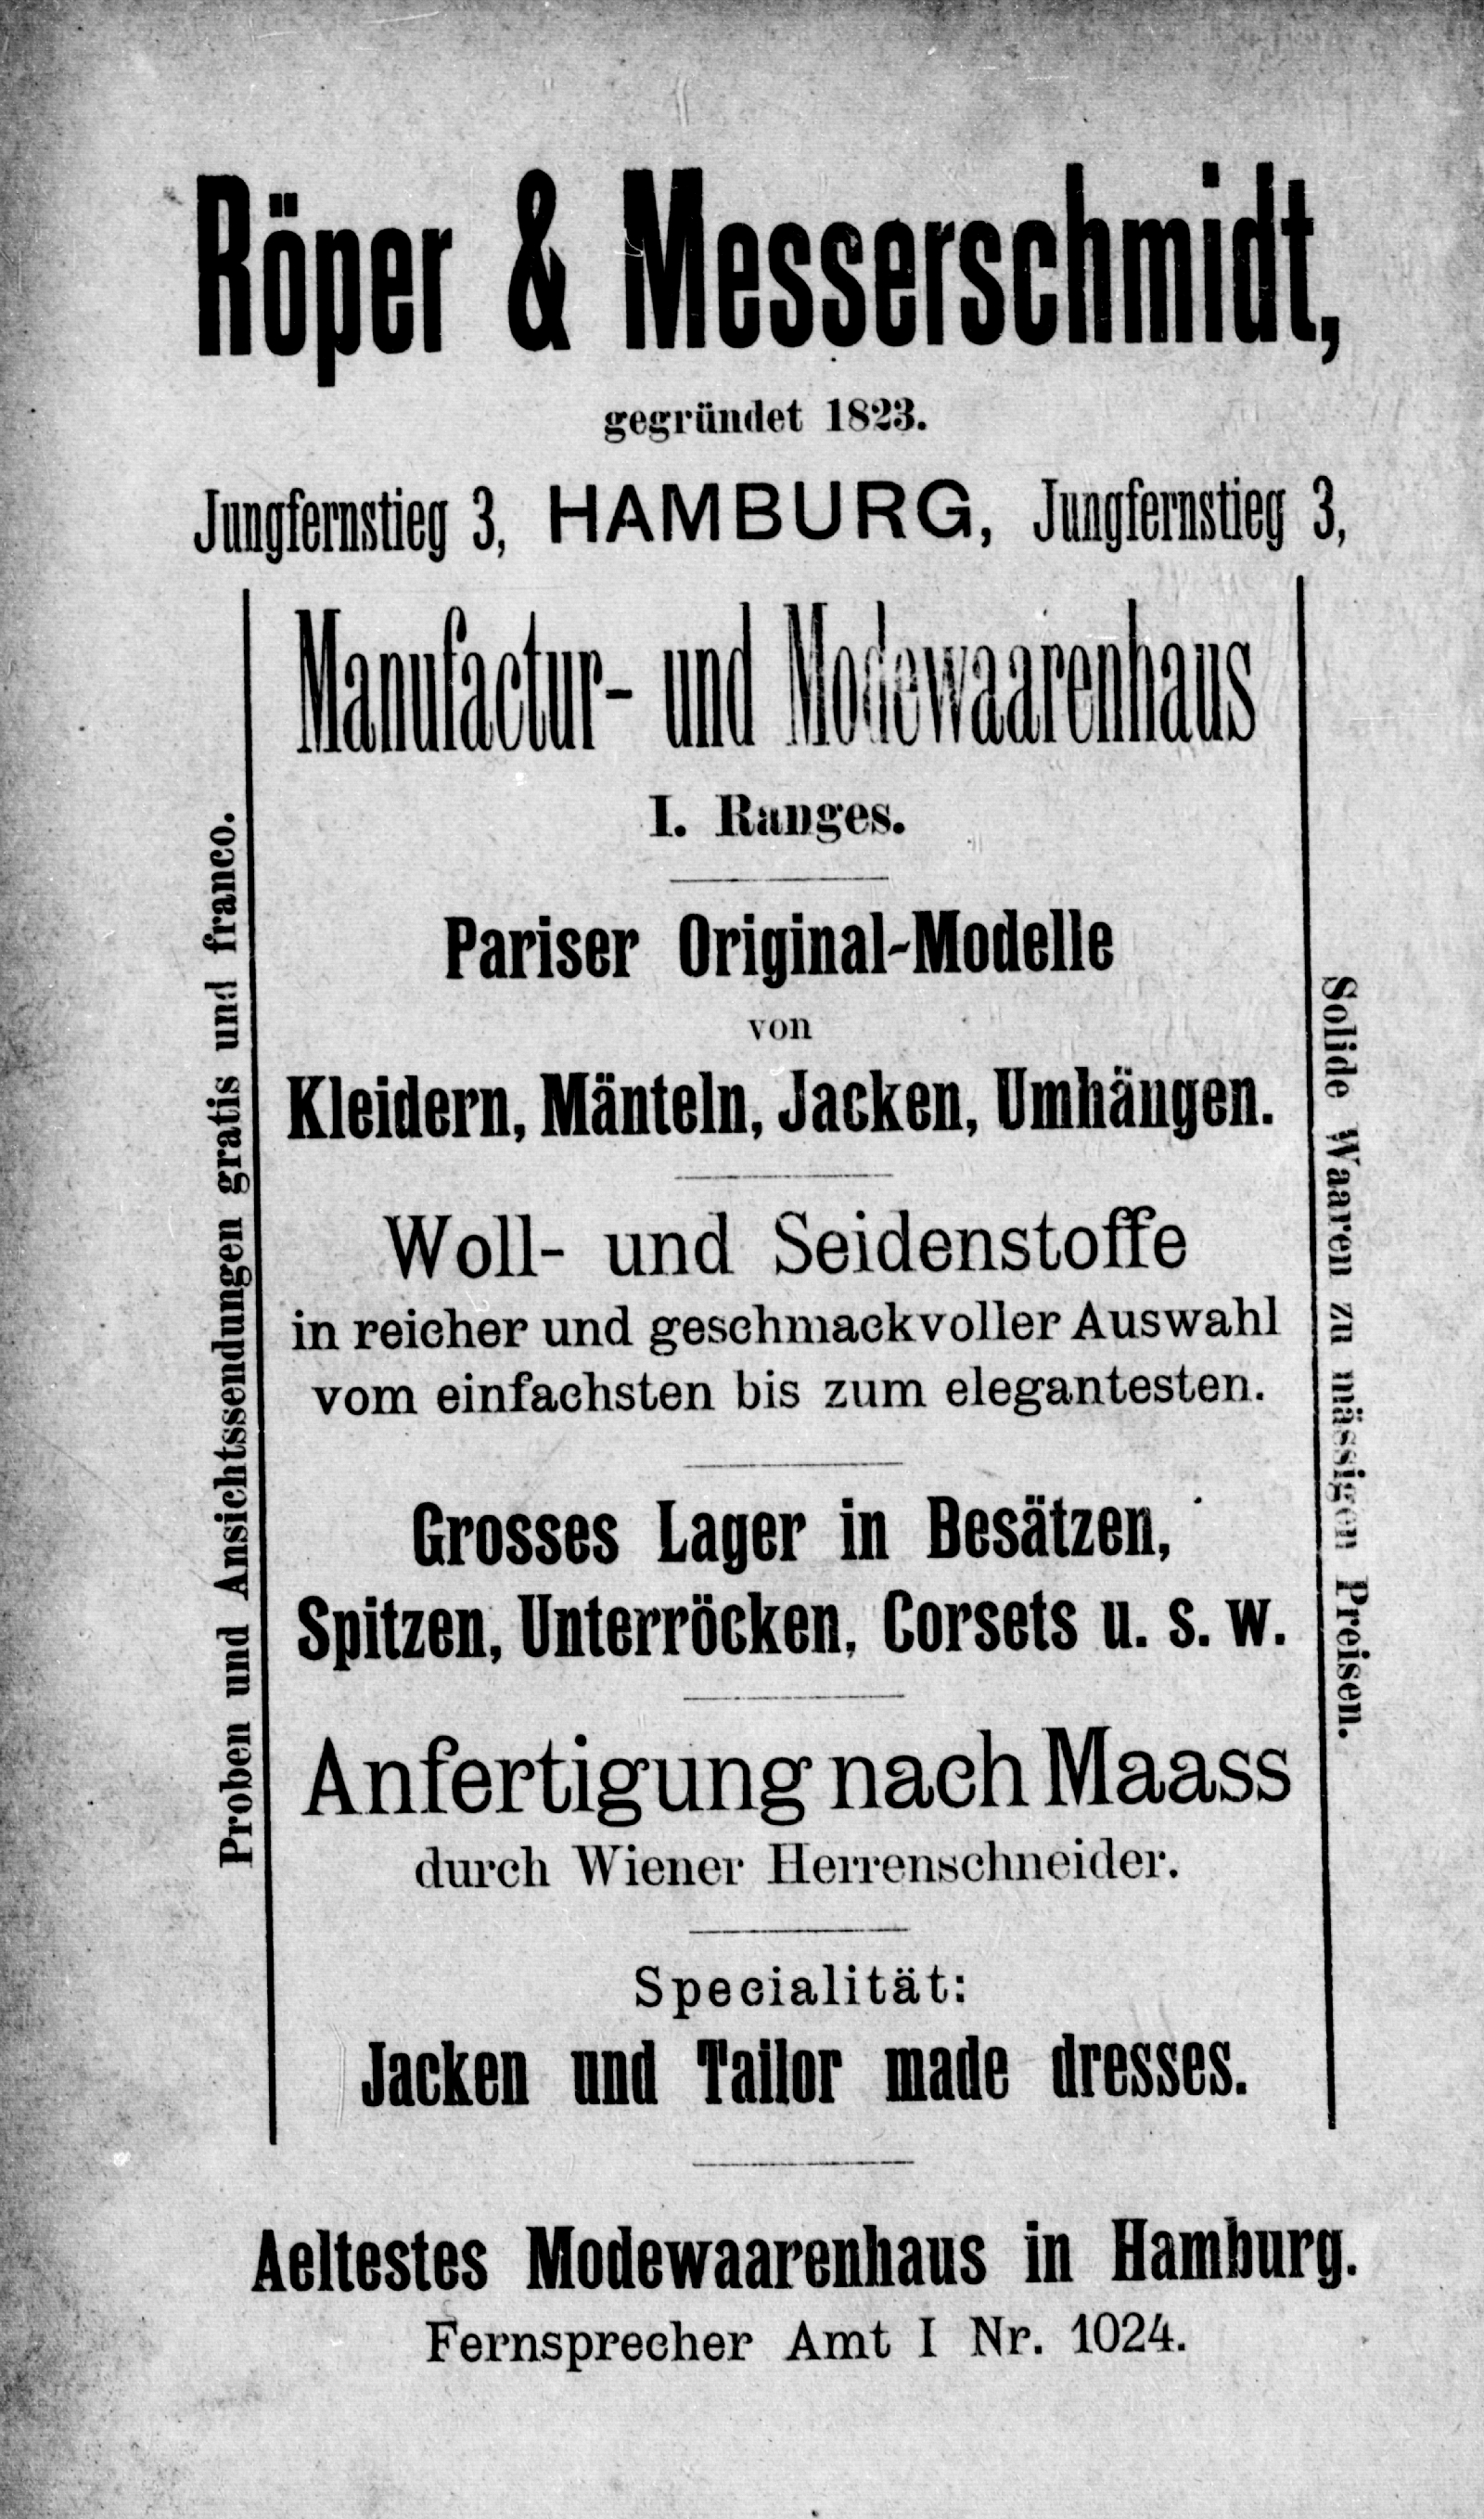 Röper & Messerschmidt,
gegründet 1823.
Jungfernstieg 3, HAMBURG, Jungfernstieg 3,
Manufactur- und Modewaarenhaus
I. Ranges.
Pariser Original-Modelle
von
Kleidern, Mänteln, Jacken, Umhängen.
Woll- und Seidenstoffe
in reicher und geschmackvoller Auswahl
vom einfachsten bis zum elegantesten.
Grosses Lager in Besätzen,
Spitzen, Unterröcken, Corsets u. s. w.
Anfertigung nach Maass
durch Wiener Herrenschneider.
Specialität:
Jacken und Tailor made dresses.
Proben und Ansichtssendungen gratis und franco.
Solide Waaren zu mässigen Preisen.
Aeltestes Modewaarenhaus in Hamburg.
Fernsprecher Amt I Nr. 1024.